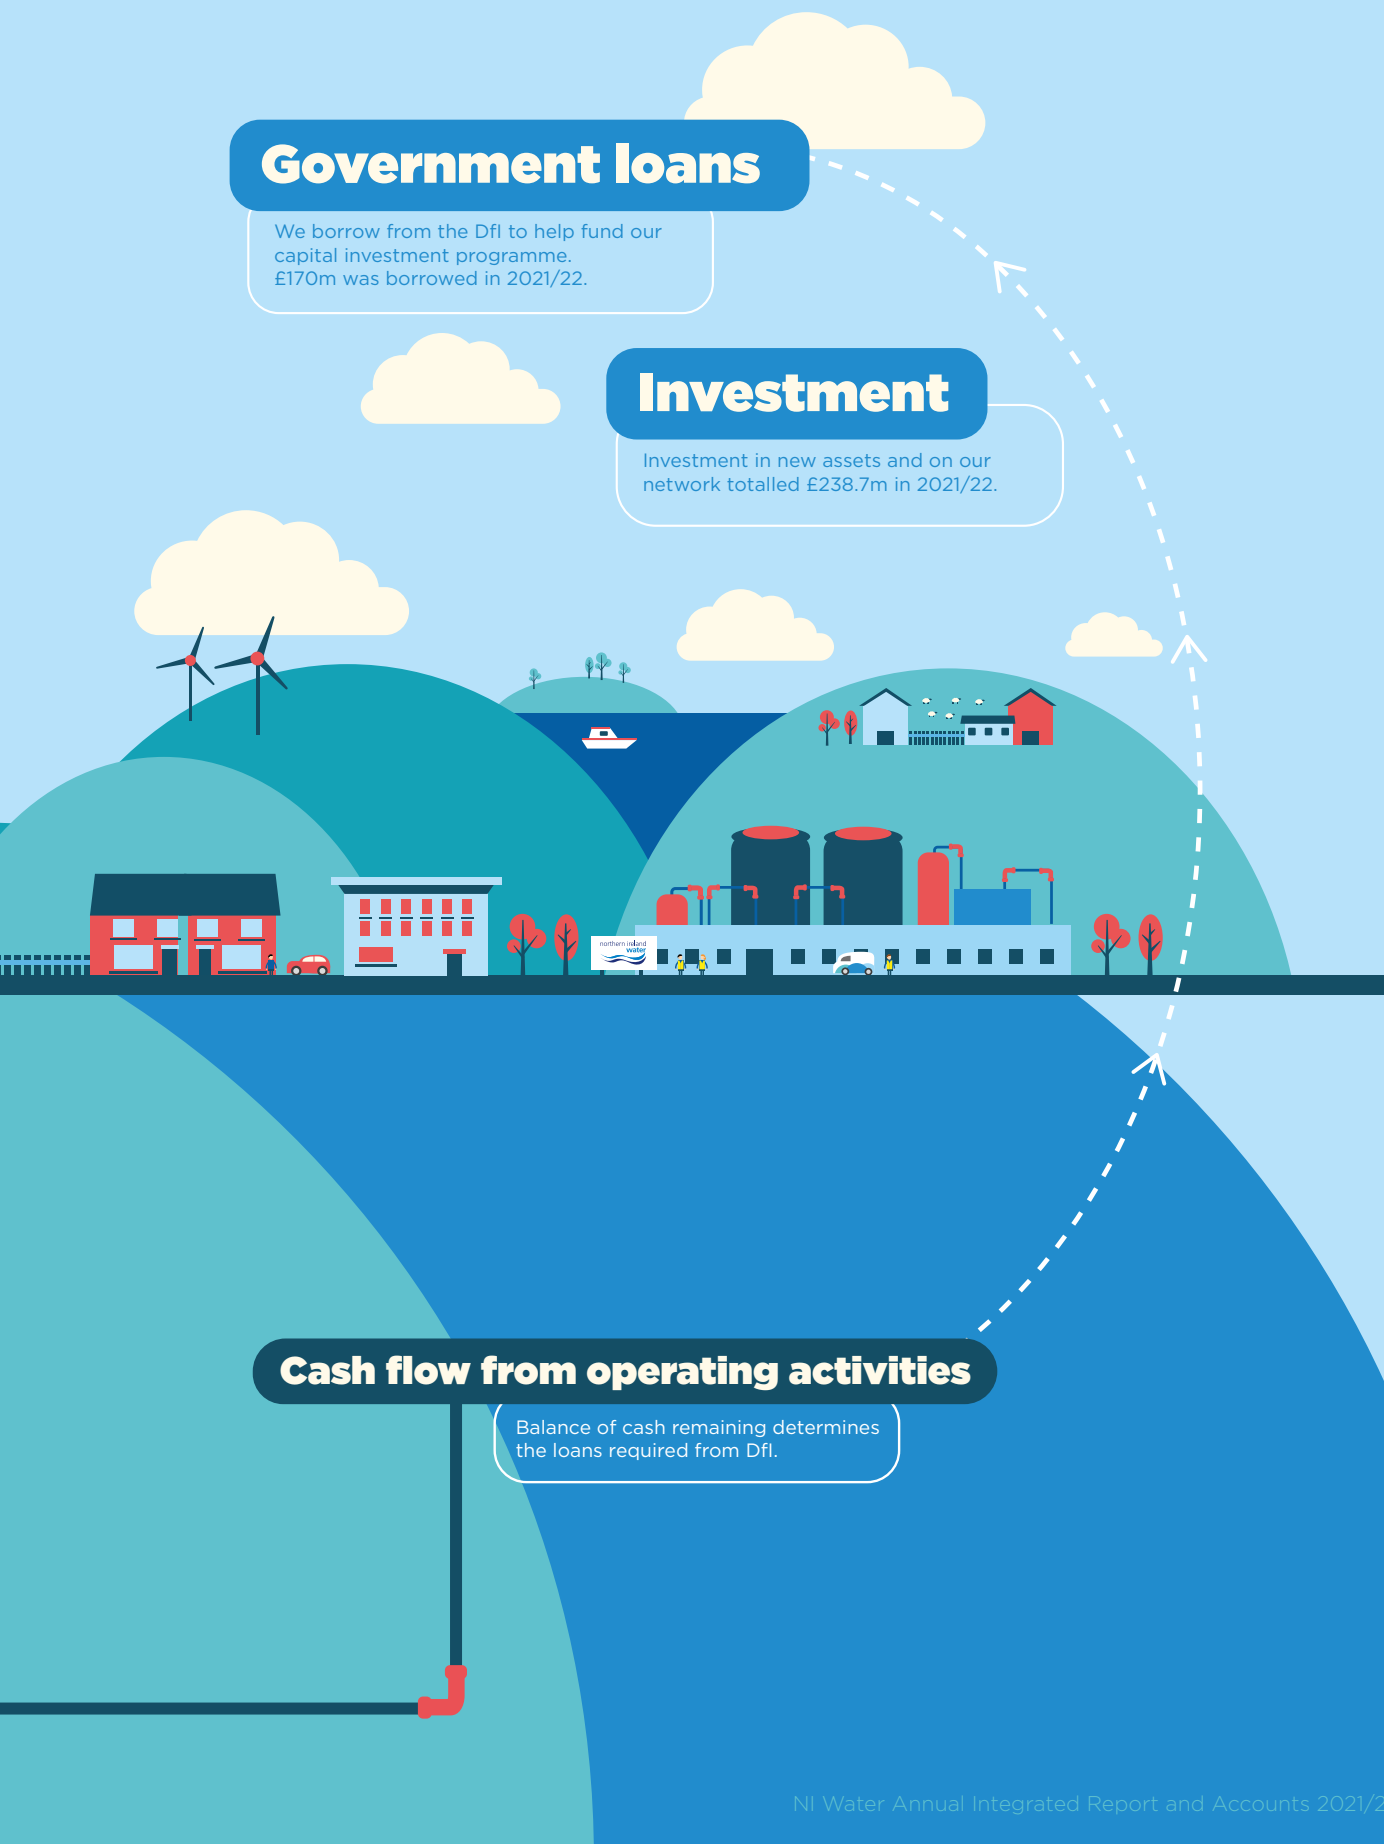 Government loans
We borrow from the DfI to help fund our
capital investment programme.
£170m was borrowed in 2021/22.
Investment
Investment in new assets and on our
network totalled £238.7m in 2021/22.
northern ireland
water
Cash flow from operating activities
Balance of cash remaining determines
the loans required from DfI.
NI Water Annual Integrated Report and Accounts 2021/2